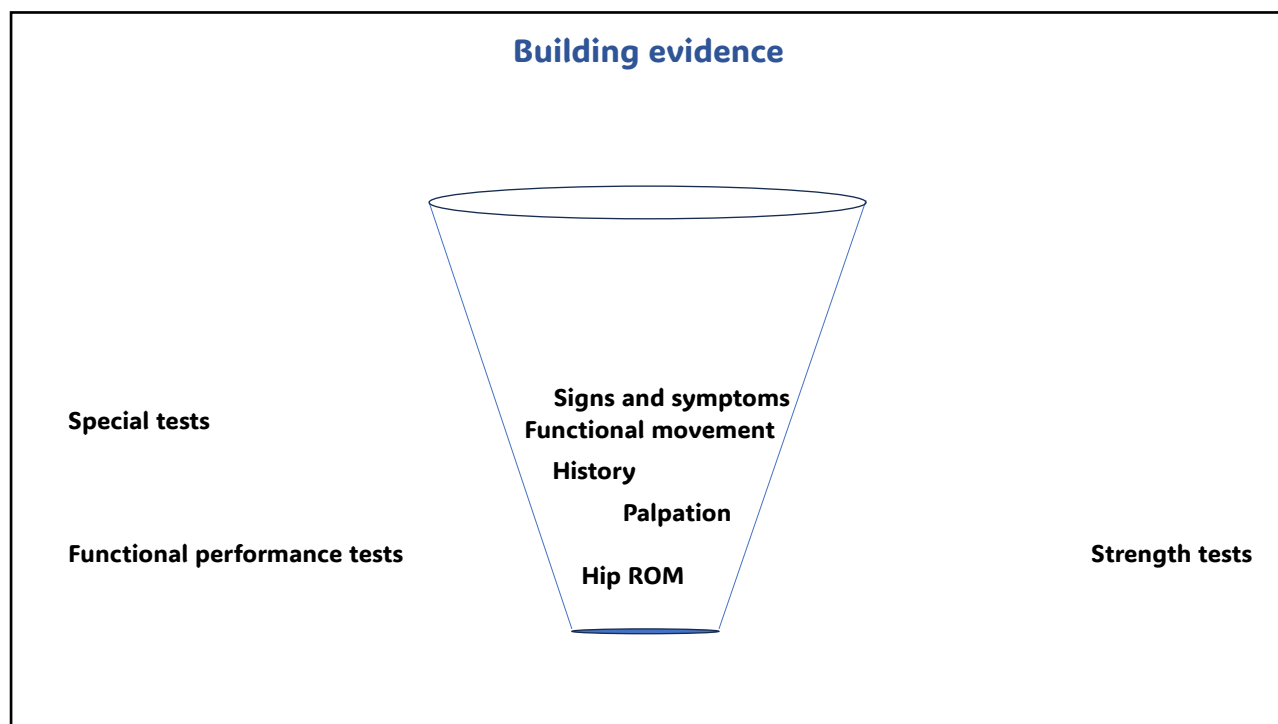 Building evidence
Signs and symptoms
Special tests
Functional movement
History
Palpation
Functional performance tests
Strength tests
Hip ROM